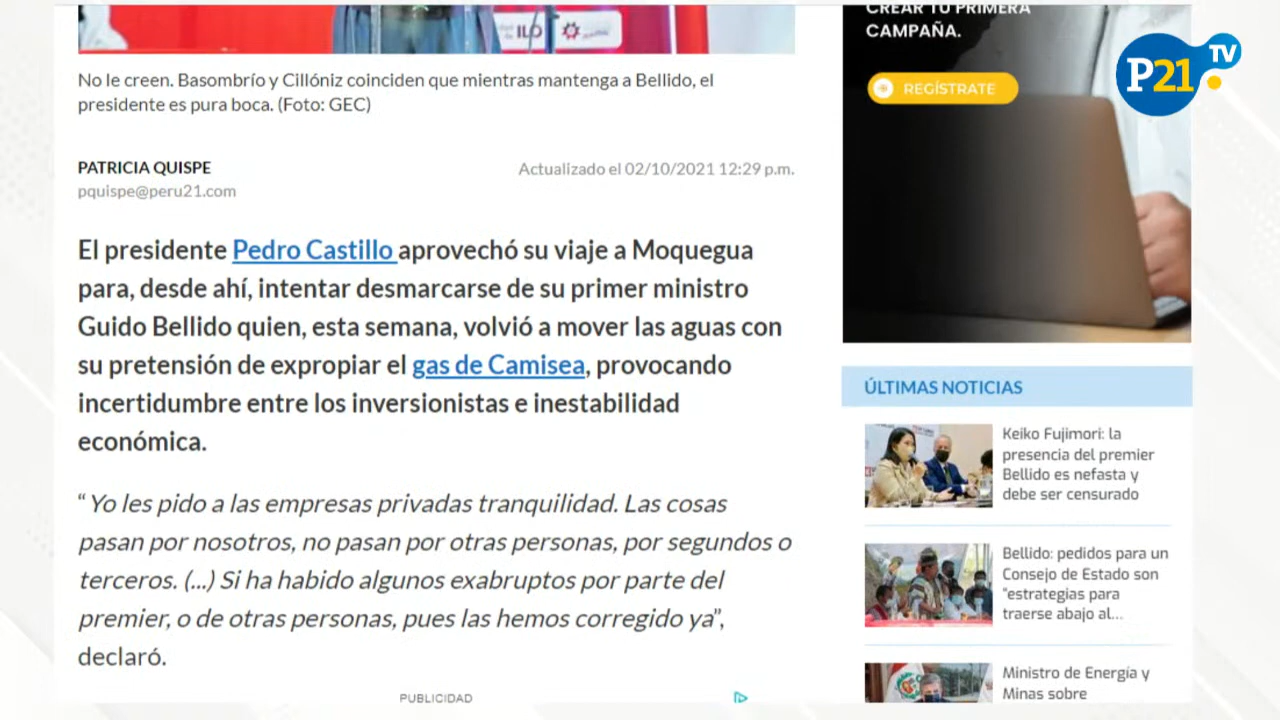 ILO
No le creen. Basombrío y Cillóniz coinciden que mientras mantenga a Bellido, el
presidente es pura boca. (Foto: GEC)
PATRICIA QUISPE
Actualizado el 02/10/2021 12:29 p.m.
pquispe@peru21.com
El presidente Pedro Castillo aprovechó su viaje a Moquegua
para, desde ahí, intentar desmarcarse de su primer ministro
Guido Bellido quien, esta semana, volvió a mover las aguas con
su pretensión de expropiar el gas de Camisea, provocando
incertidumbre entre los inversionistas e inestabilidad
económica.
“Yo les pido a las empresas privadas tranquilidad. Las cosas
pasan por nosotros, no pasan por otras personas, por segundos o
terceros. (...) Si ha habido algunos exabruptos por parte del
premier, o de otras personas, pues las hemos corregido ya”,
declaró.
PUBLICIDAD
CREAR TU PRIMERA
CAMPAÑA.
REGÍSTRATE
P21 TV
ÚLTIMAS NOTICIAS
Keiko Fujimori: la
presencia del premier
Bellido es nefasta y
debe ser censurado
Bellido: pedidos para un
Consejo de Estado son
“estrategias para
traerse abajo al...
Ministro de Energía y
Minas sobre